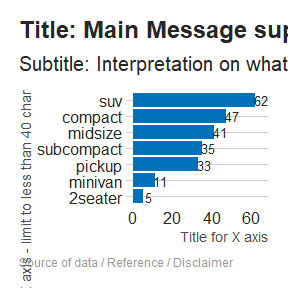 Title: Main Message
Subtitle: Interpretation on what
axis - limit to less than 40 char
suv 62
compact 47
midsize 41
subcompact 35
pickup 33
minivan 11
2seater 5
0 20 40 60
Title for X axis
Source of data / Reference / Disclaimer